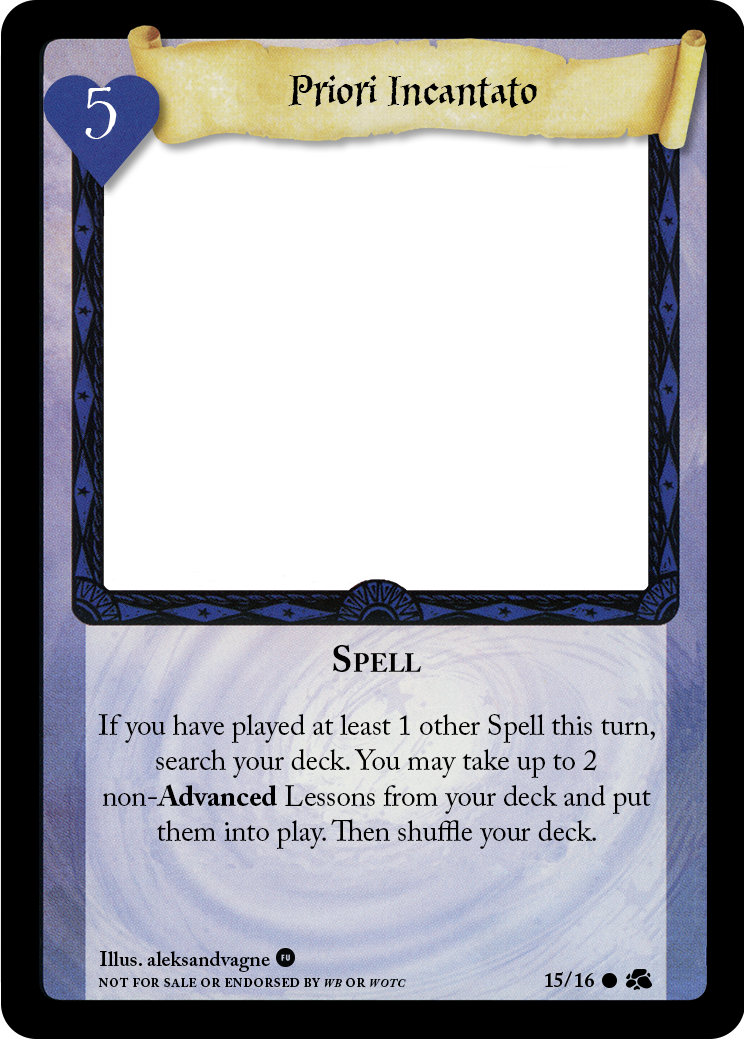 Priori Incantato
5
Spell
If you have played at least 1 other Spell this turn,
search your deck. You may take up to 2
non-Advanced Lessons from your deck and put
them into play. Then shuffle your deck.
Illus. aleksandvagne FU
NOT FOR SALE OR ENDORSED BY WB OR WOTC
15/16